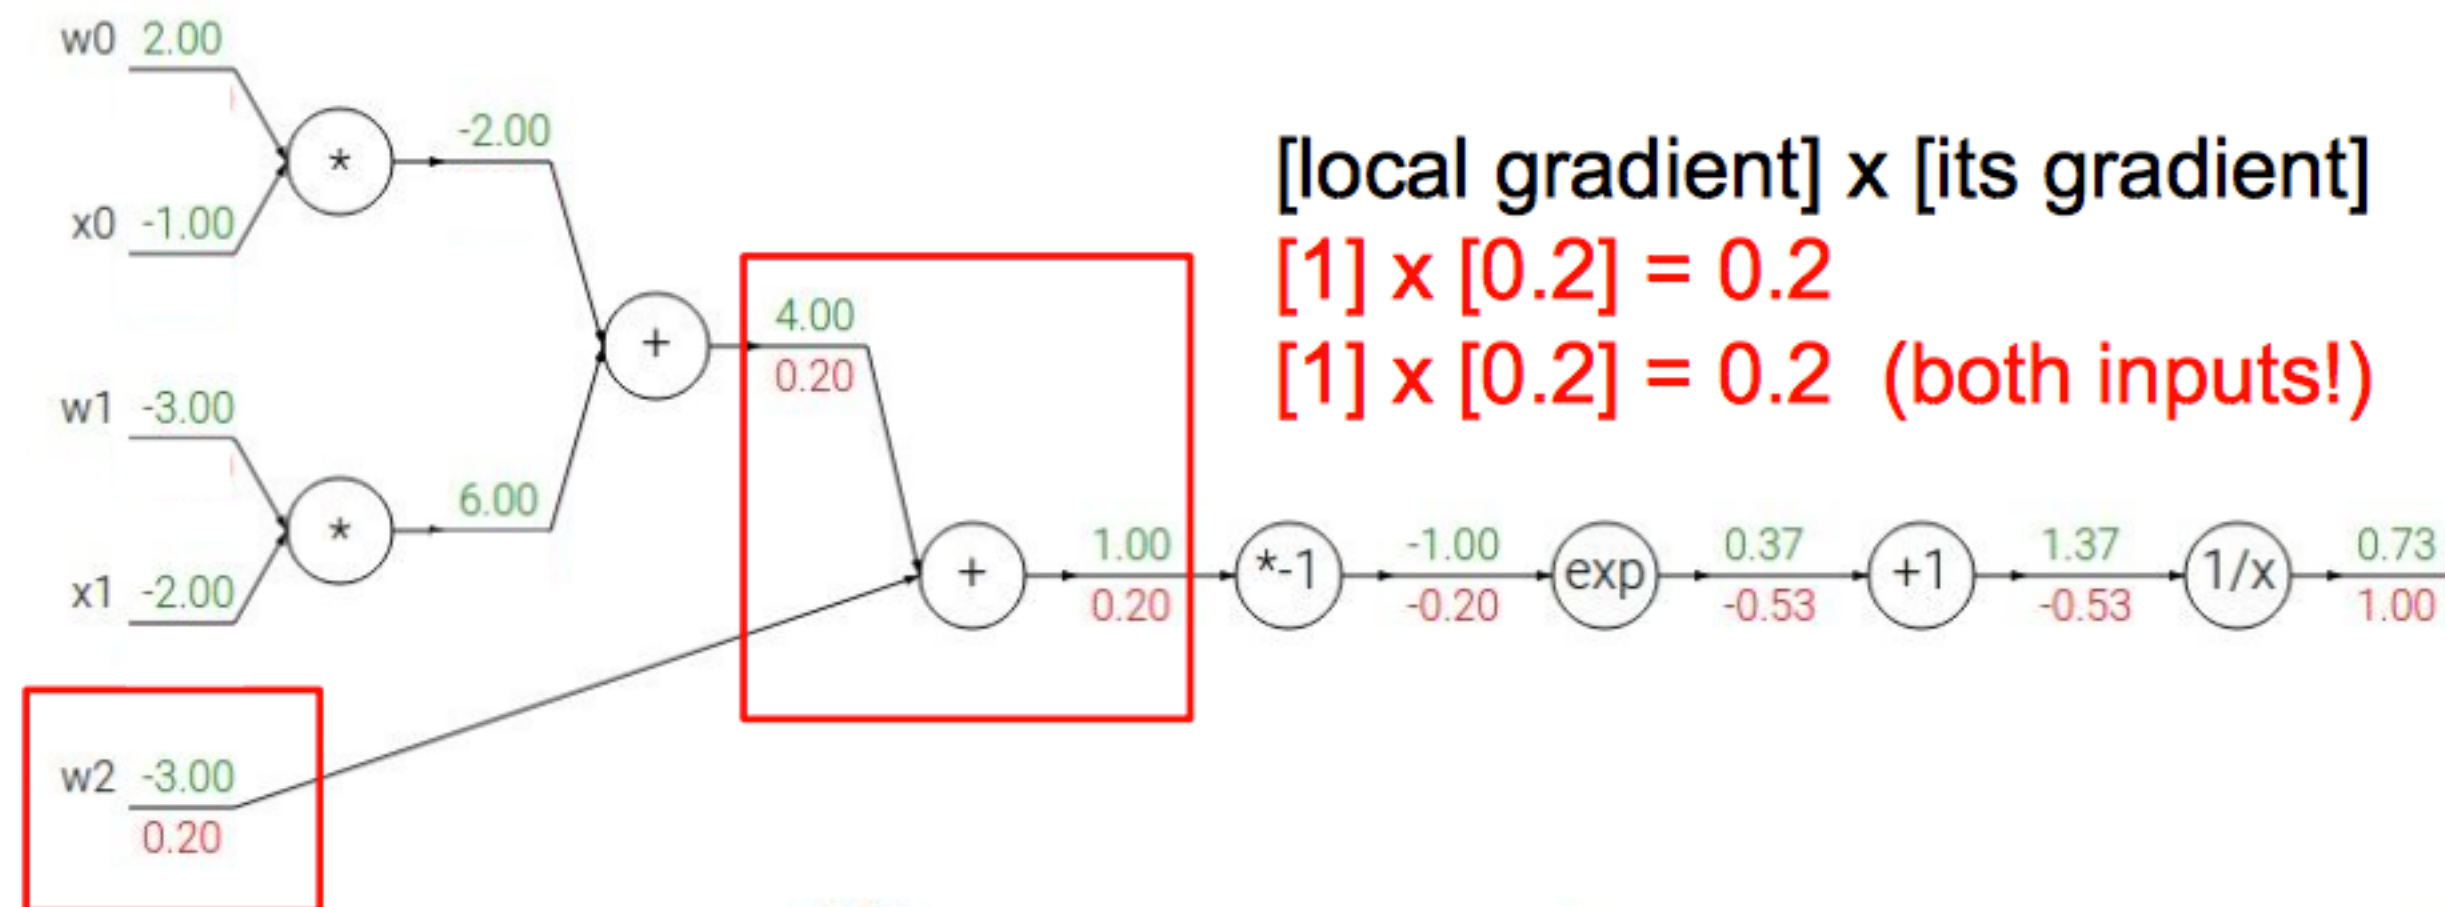 w0 2.00
-2.00
*
x0 -1.00
[local gradient] x [its gradient]
[1] x [0.2] = 0.2
[1] x [0.2] = 0.2 (both inputs!)
4.00
+
0.20
w1 -3.00
6.00
*
x1 -2.00
1.00 -1.00 0.37 1.37 0.73
+ *-1 exp +1 1/x
0.20 -0.20 -0.53 -0.53 1.00
w2 -3.00
0.20